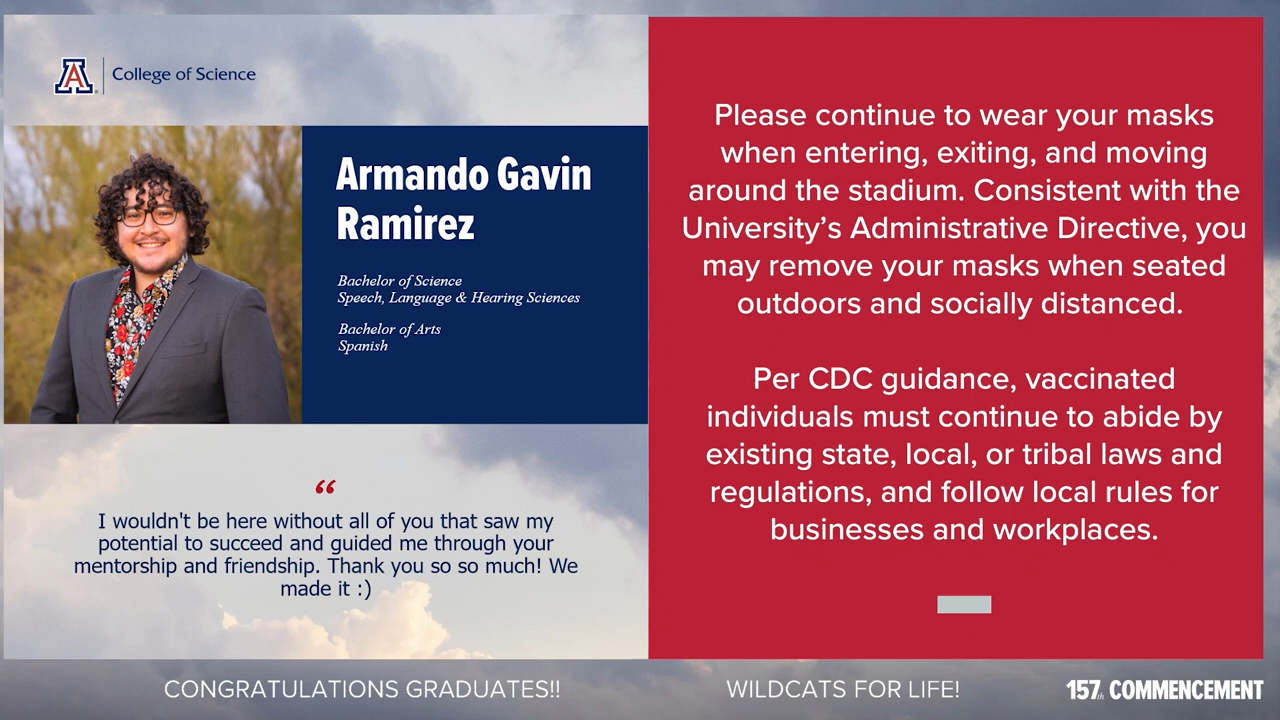 A
College of Science
Armando Gavin
Ramirez
Bachelor of Science
Speech, Language & Hearing Sciences
Bachelor of Arts
Spanish
“
I wouldn't be here without all of you that saw my
potential to succeed and guided me through your
mentorship and friendship. Thank you so so much! We
made it :)
Please continue to wear your masks
when entering, exiting, and moving
around the stadium. Consistent with the
University’s Administrative Directive, you
may remove your masks when seated
outdoors and socially distanced.
Per CDC guidance, vaccinated
individuals must continue to abide by
existing state, local, or tribal laws and
regulations, and follow local rules for
businesses and workplaces.
CONGRATULATIONS GRADUATES!!
WILDCATS FOR LIFE!
157th COMMENCEMENT